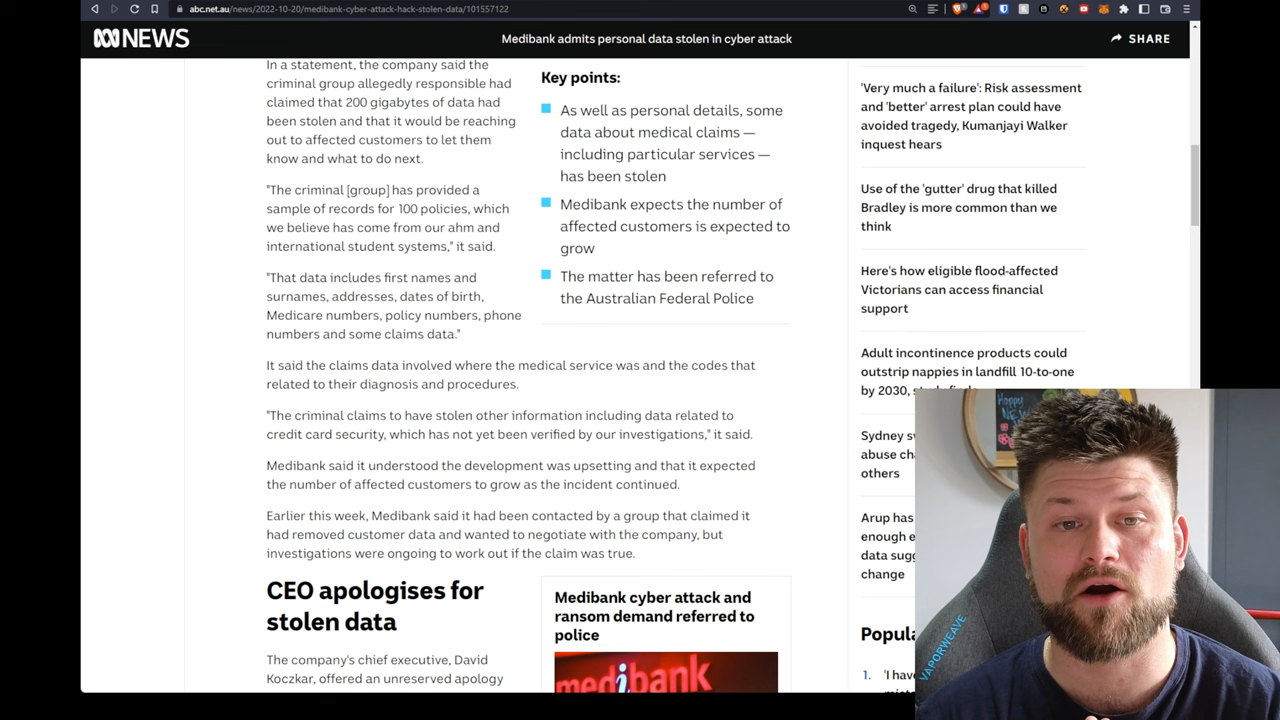 abc.net.au/news/2022-10-20/medibank-cyber-attack-hack-stolen-data/101557122
NEWS
Medibank admits personal data stolen in cyber attack
SHARE
In a statement, the company said the
criminal group allegedly responsible had
claimed that 200 gigabytes of data had
been stolen and that it would be reaching
out to affected customers to let them
know and what to do next.
"The criminal [group] has provided a
sample of records for 100 policies, which
we believe has come from our ahm and
international student systems," it said.
"That data includes first names and
surnames, addresses, dates of birth,
Medicare numbers, policy numbers, phone
numbers and some claims data."
Key points:
As well as personal details, some
data about medical claims —
including particular services —
has been stolen
Medibank expects the number of
affected customers is expected to
grow
The matter has been referred to
the Australian Federal Police
It said the claims data involved where the medical service was and the codes that
related to their diagnosis and procedures.
"The criminal claims to have stolen other information including data related to
credit card security, which has not yet been verified by our investigations," it said.
Medibank said it understood the development was upsetting and that it expected
the number of affected customers to grow as the incident continued.
Earlier this week, Medibank said it had been contacted by a group that claimed it
had removed customer data and wanted to negotiate with the company, but
investigations were ongoing to work out if the claim was true.
CEO apologises for
stolen data
The company's chief executive, David
Koczkar, offered an unreserved apology
Medibank cyber attack and
ransom demand referred to
police
medibank
'Very much a failure': Risk assessment
and 'better' arrest plan could have
avoided tragedy, Kumanjayi Walker
inquest hears
Use of the 'gutter' drug that killed
Bradley is more common than we
think
Here's how eligible flood-affected
Victorians can access financial
support
Adult incontinence products could
outstrip nappies in landfill 10-to-one
by 2030,
Sydney
abuse
others
Arup has
enough
data
change
1. 'I
Happy
VAPORWEAVE